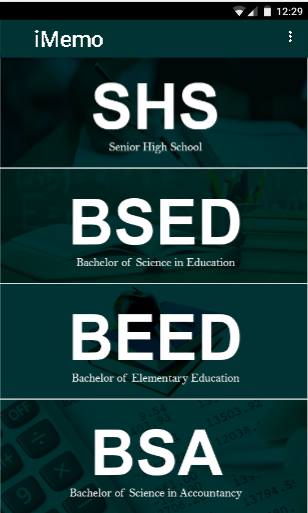 12:29
iMemo
SHS
Senior High School
BSED
Bachelor of Science in Education
BEED
Bachelor of Elementary Education
BSA
Bachelor of Science in Accountancy